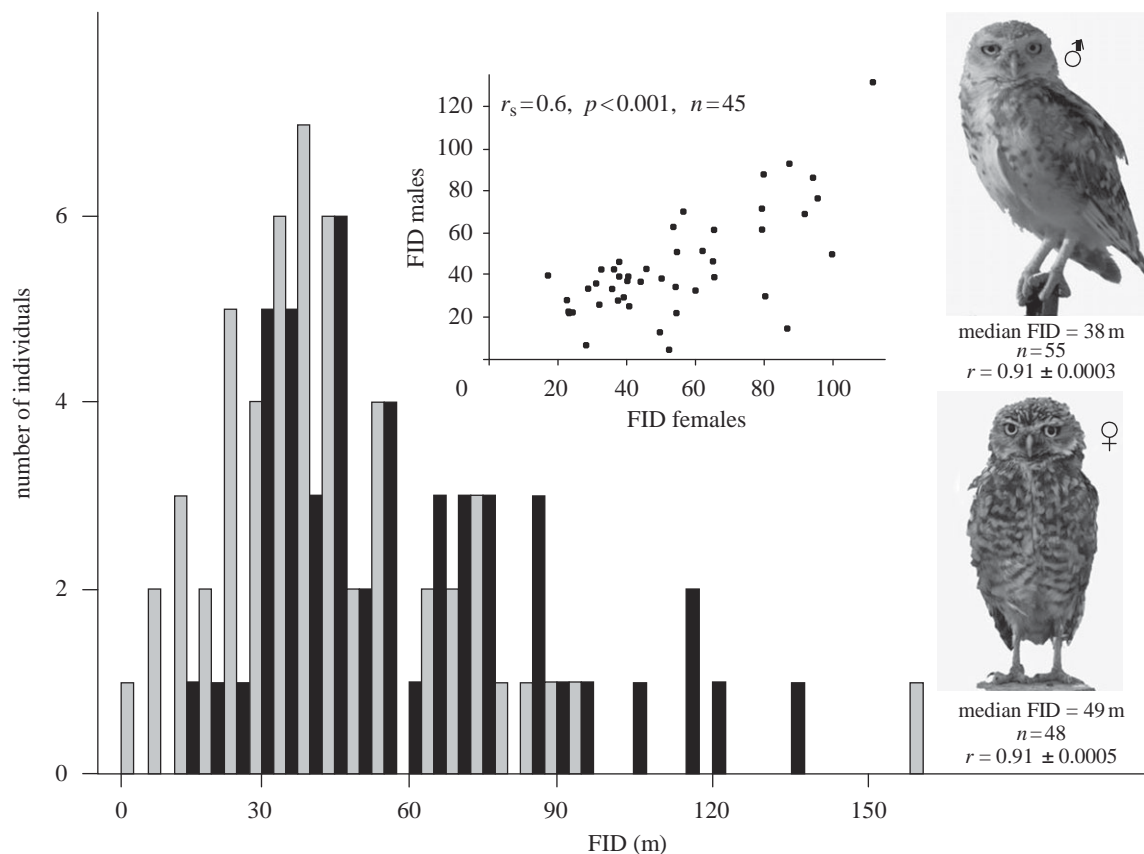 number of individuals
6
4
2
0
0
30
60
90
120
150
FID (m)
r_s = 0.6, p < 0.001, n = 45
FID males
120
100
80
60
40
20
0
20
40
60
80
100
FID females
♂
median FID = 38 m
n = 55
r = 0.91 ± 0.0003
♀
median FID = 49 m
n = 48
r = 0.91 ± 0.0005